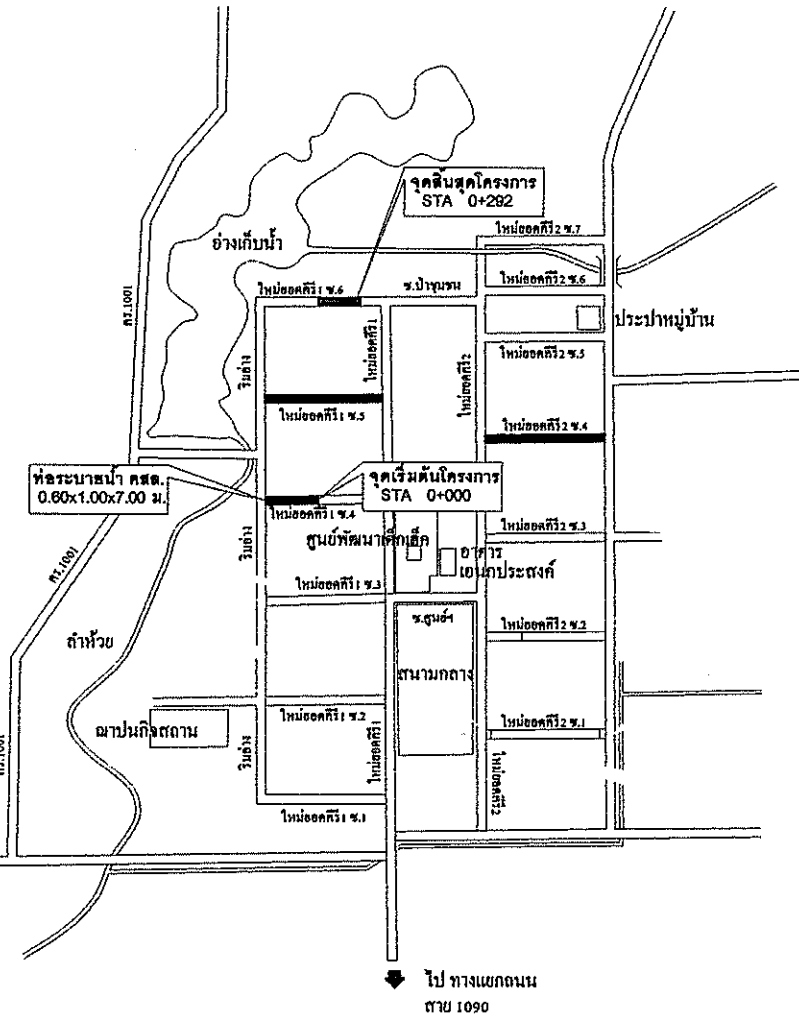 จุดสิ้นสุดโครงการ
STA 0+292
ใหม่ยอดคีรี2 ซ.7
อ่างเก็บน้ำ
ใหม่ยอดคีรี1 ซ.6
ซ.ป่าชุมชน
ใหม่ยอดคีรี2 ซ.6
คร.1001
ประปาหมู่บ้าน
ริมอ่าง
ใหม่ยอดคีรี1
ใหม่ยอดคีรี2
ใหม่ยอดคีรี2 ซ.5
ใหม่ยอดคีรี1 ซ.5
ใหม่ยอดคีรี2 ซ.4
ท่อระบายน้ำ คสล.
0.60x1.00x7.00 ม.
จุดเริ่มต้นโครงการ
STA 0+000
ใหม่ยอดคีรี1 ซ.4
ริมอ่าง
ศูนย์พัฒนาเด็กเล็ก
ใหม่ยอดคีรี2 ซ.3
อาคาร
เอนกประสงค์
คร.1001
ใหม่ยอดคีรี1 ซ.3
ซ.ศูนย์ฯ
ใหม่ยอดคีรี2 ซ.2
ลำห้วย
สนามกลาง
ฌาปนกิจสถาน
ใหม่ยอดคีรี1 ซ.2
ใหม่ยอดคีรี2 ซ.1
คร.1001
ริมอ่าง
ใหม่ยอดคีรี1
ใหม่ยอดคีรี2
ใหม่ยอดคีรี1 ซ.1
ไป ทางแยกถนน
สาย 1090